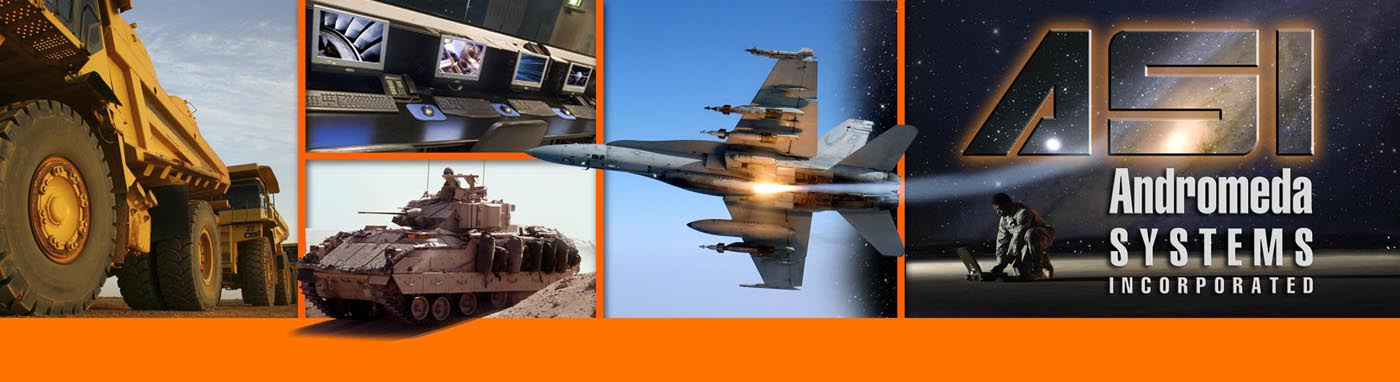 ASI
Andromeda
SYSTEMS
INCORPORATED